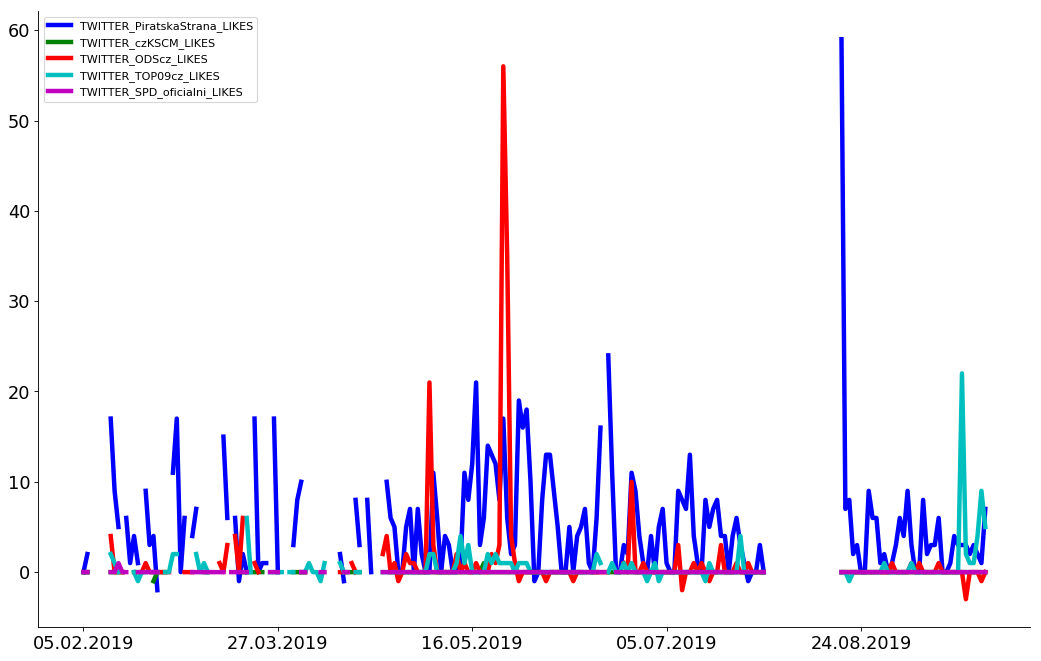 TWITTER_PiratskaStrana_LIKES
TWITTER_czKSCM_LIKES
TWITTER_ODScz_LIKES
TWITTER_TOP09cz_LIKES
TWITTER_SPD_oficialni_LIKES
60
50
40
30
20
10
0
05.02.2019 27.03.2019 16.05.2019 05.07.2019 24.08.2019